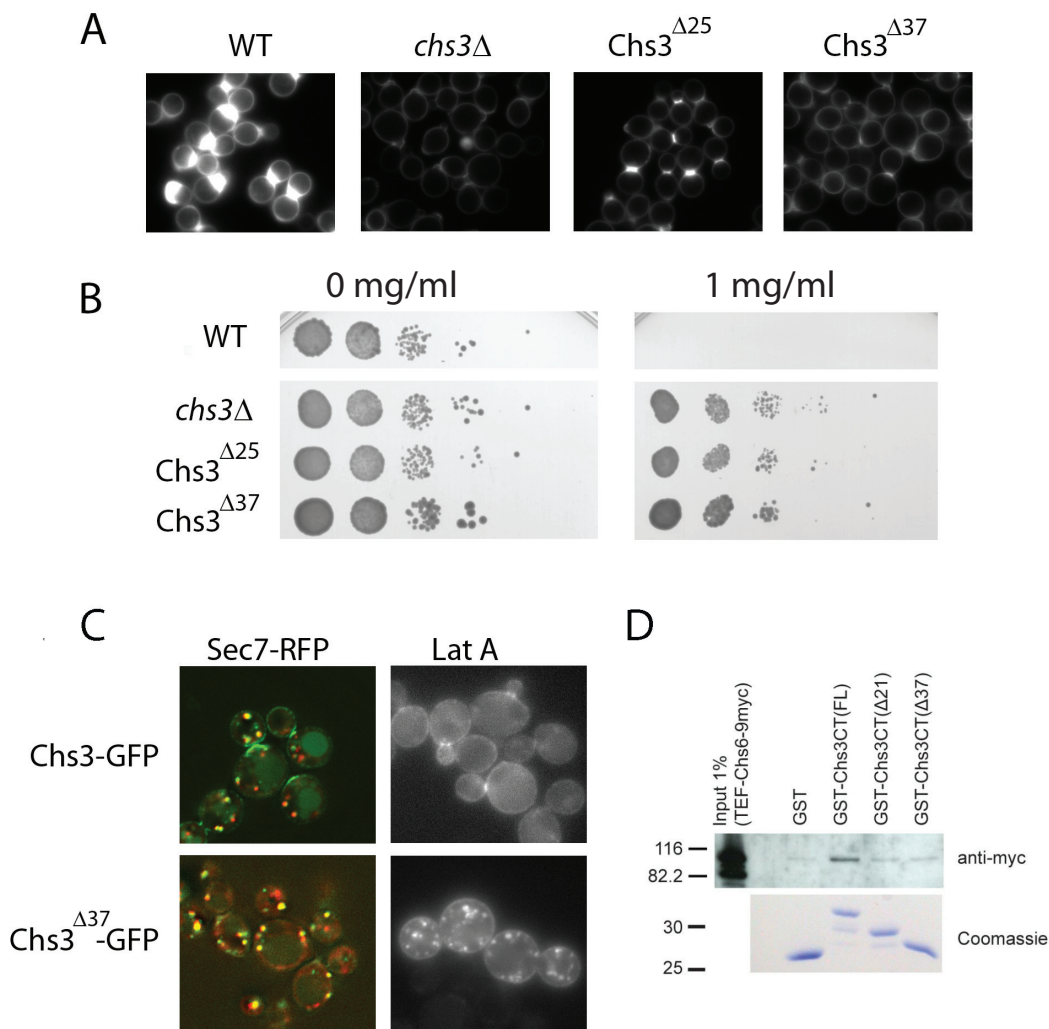 A
WT
chs3Δ
Chs3Δ25
Chs3Δ37
B
0 mg/ml
1 mg/ml
WT
chs3Δ
Chs3Δ25
Chs3Δ37
C
Sec7-RFP
Lat A
Chs3-GFP
Chs3Δ37-GFP
D
Input 1%
(TEF-Chs6-9myc)
GST
GST-Chs3CT(FL)
GST-Chs3CT(Δ21)
GST-Chs3CT(Δ37)
116
82.2
anti-myc
30
25
Coomassie